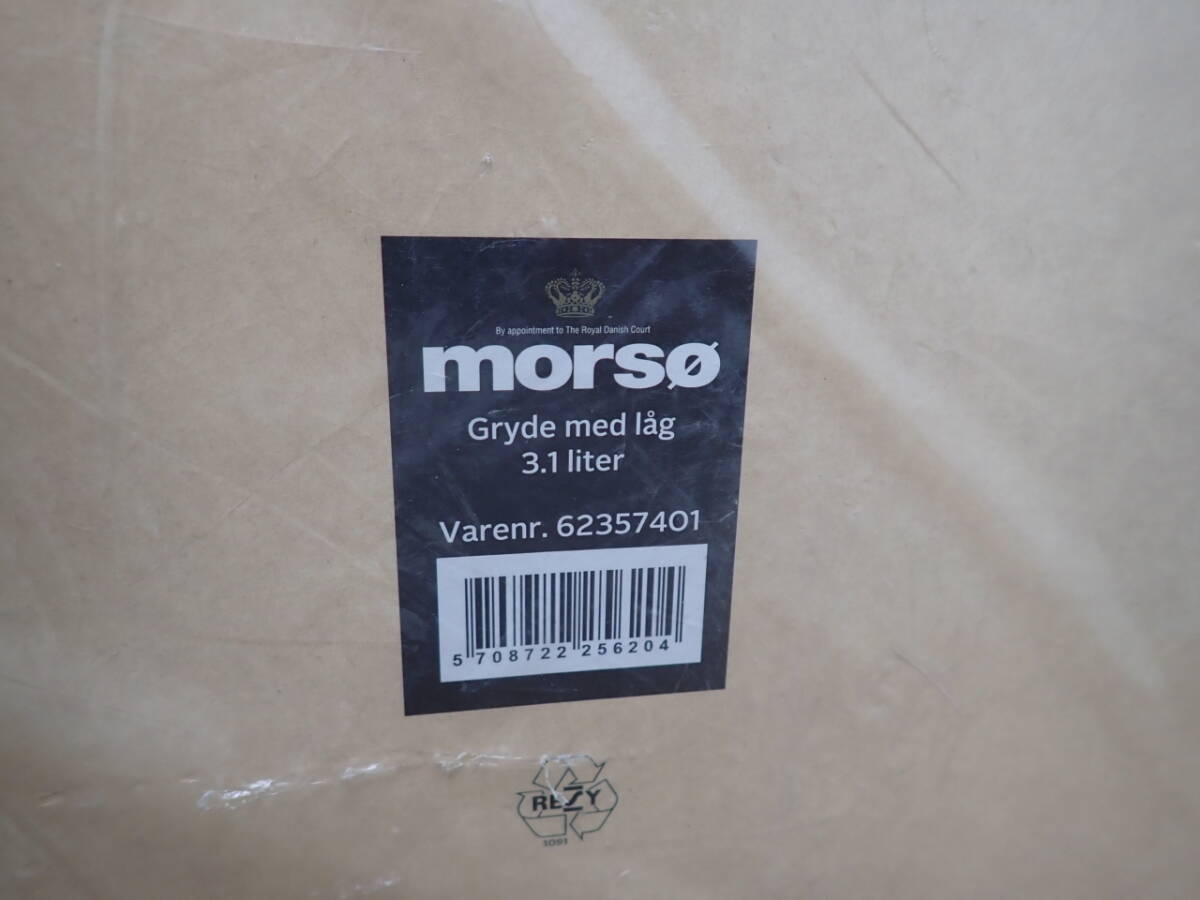 By appointment to The Royal Danish Court
morsø
Gryde med låg
3.1 liter
Varenr. 62357401
5 708722 256204
RESY
1091